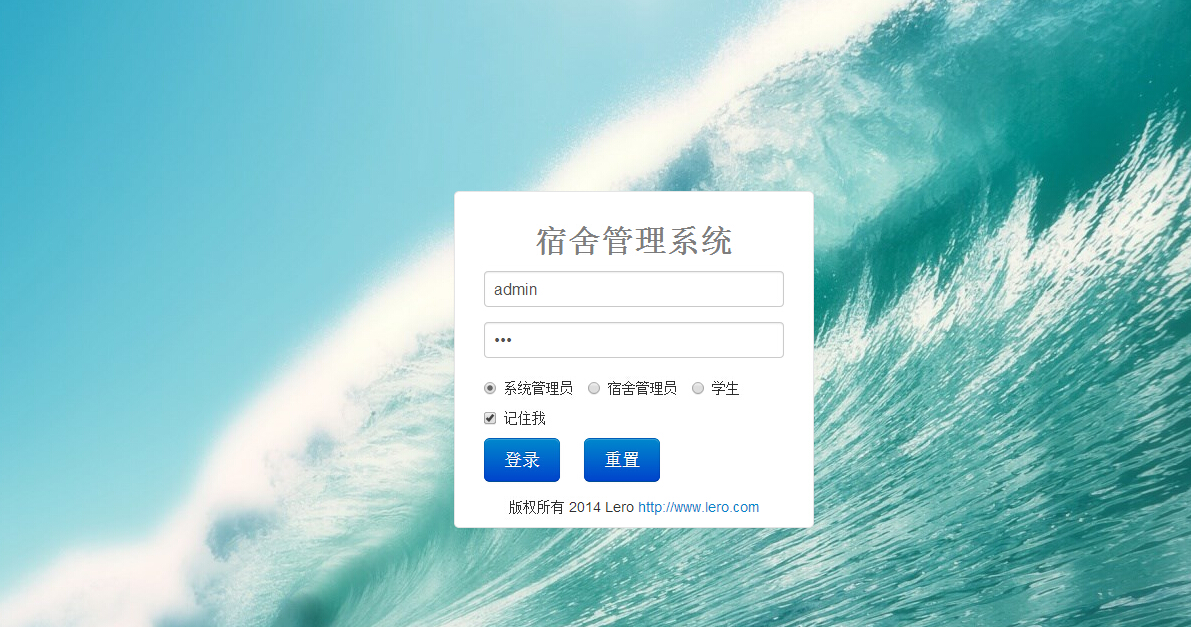 宿舍管理系统
admin
•••
系统管理员 宿舍管理员 学生
记住我
登录 重置
版权所有 2014 Lero http://www.lero.com